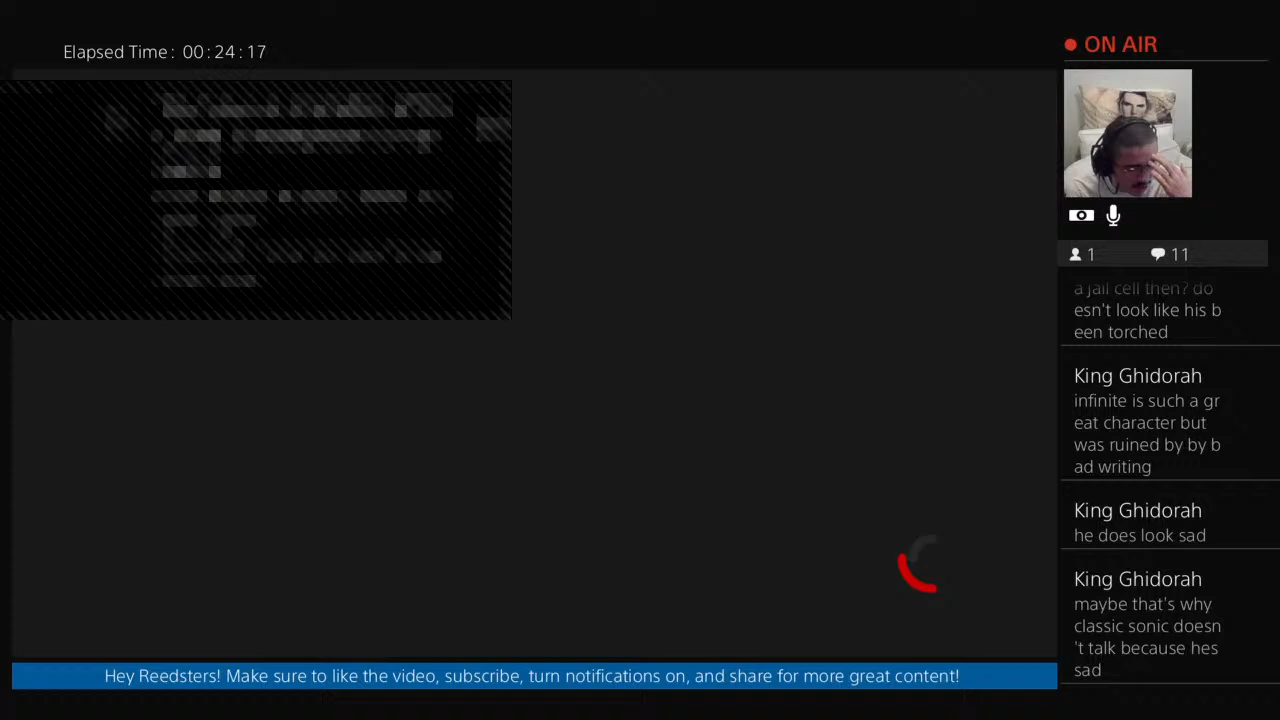 Elapsed Time: 00:24:17
ON AIR
1 11
a jail cell then? do
esn't look like his b
een torched
King Ghidorah
infinite is such a gr
eat character but
was ruined by by b
ad writing
King Ghidorah
he does look sad
King Ghidorah
maybe that's why
classic sonic doesn
't talk because hes
sad
Hey Reedsters! Make sure to like the video, subscribe, turn notifications on, and share for more great content!